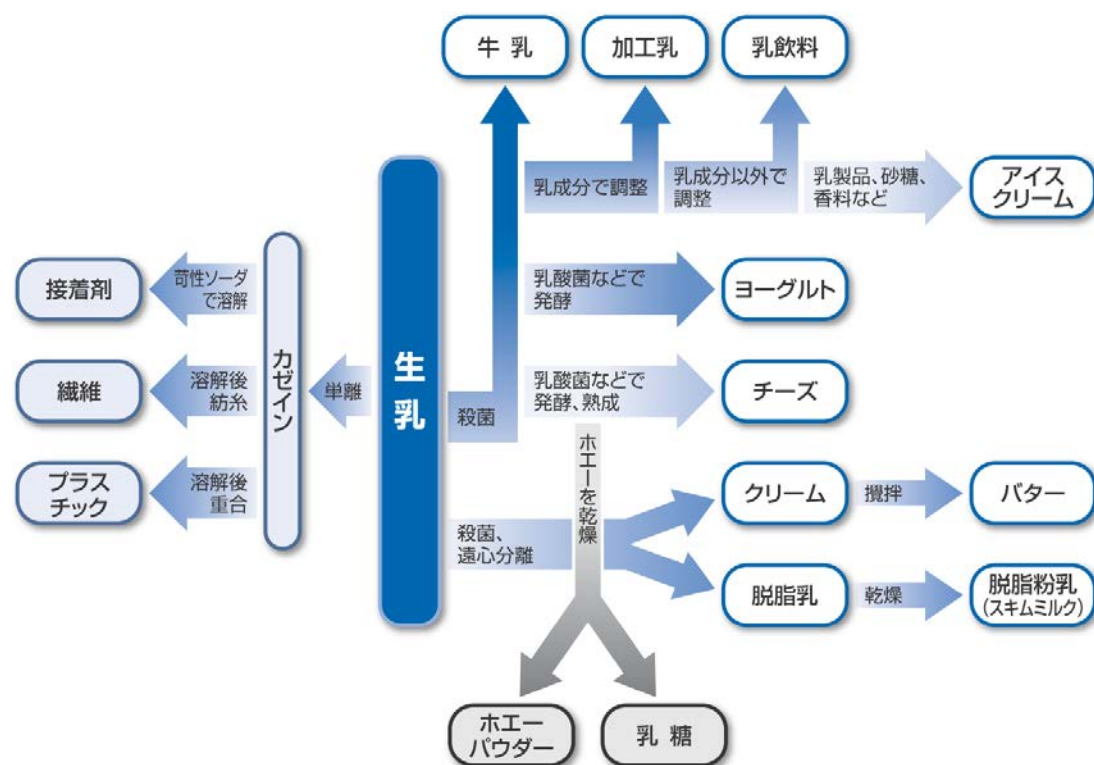 牛乳
加工乳
乳飲料
乳成分で調整
乳成分以外で
調整
乳製品、砂糖、
香料など
アイス
クリーム
接着剤
苛性ソーダ
で溶解
乳酸菌などで
発酵
ヨーグルト
繊維
溶解後
紡糸
カゼイン
単離
生乳
殺菌
乳酸菌などで
発酵、熟成
チーズ
プラス
チック
溶解後
重合
殺菌、
遠心分離
ホエーを乾燥
クリーム
攪拌
バター
脱脂乳
乾燥
脱脂粉乳
(スキムミルク)
ホエー
パウダー
乳糖